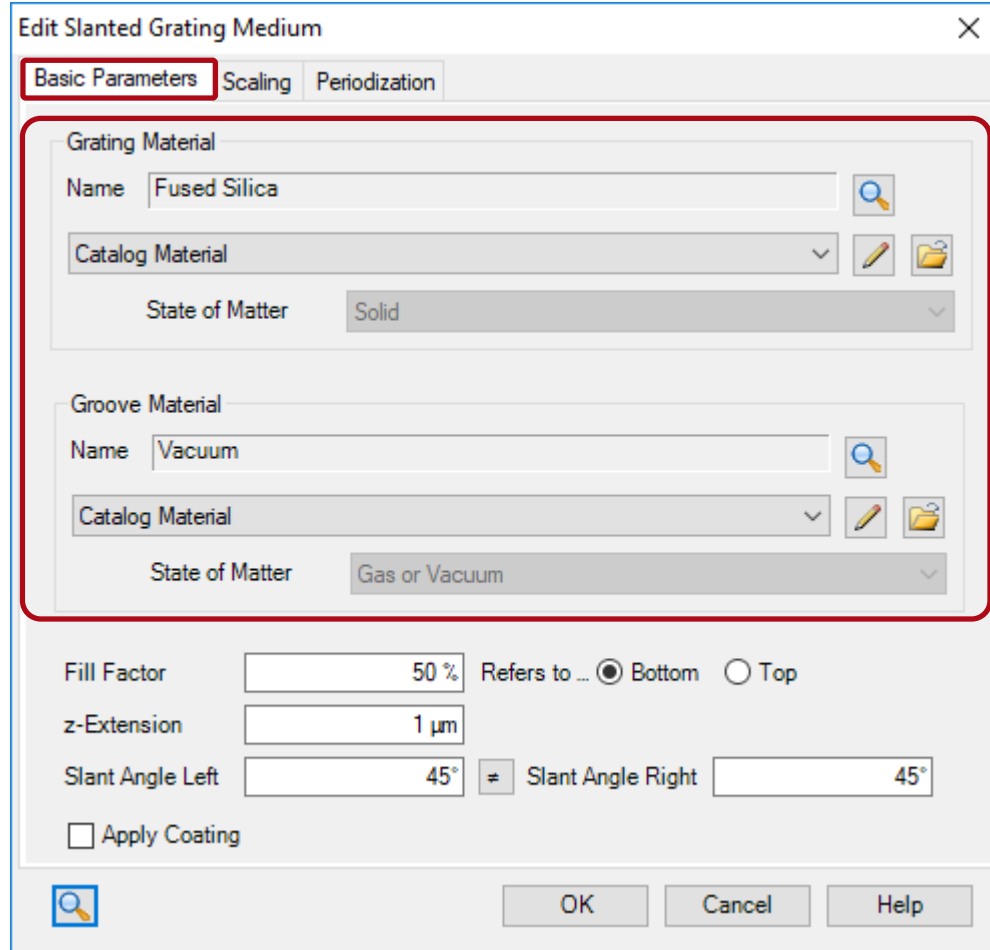 Edit Slanted Grating Medium
Basic Parameters Scaling Periodization
Grating Material
Name Fused Silica
Catalog Material
State of Matter Solid
Groove Material
Name Vacuum
Catalog Material
State of Matter Gas or Vacuum
Fill Factor 50 % Refers to ... Bottom Top
z-Extension 1 µm
Slant Angle Left 45° ≠ Slant Angle Right 45°
Apply Coating
OK Cancel Help